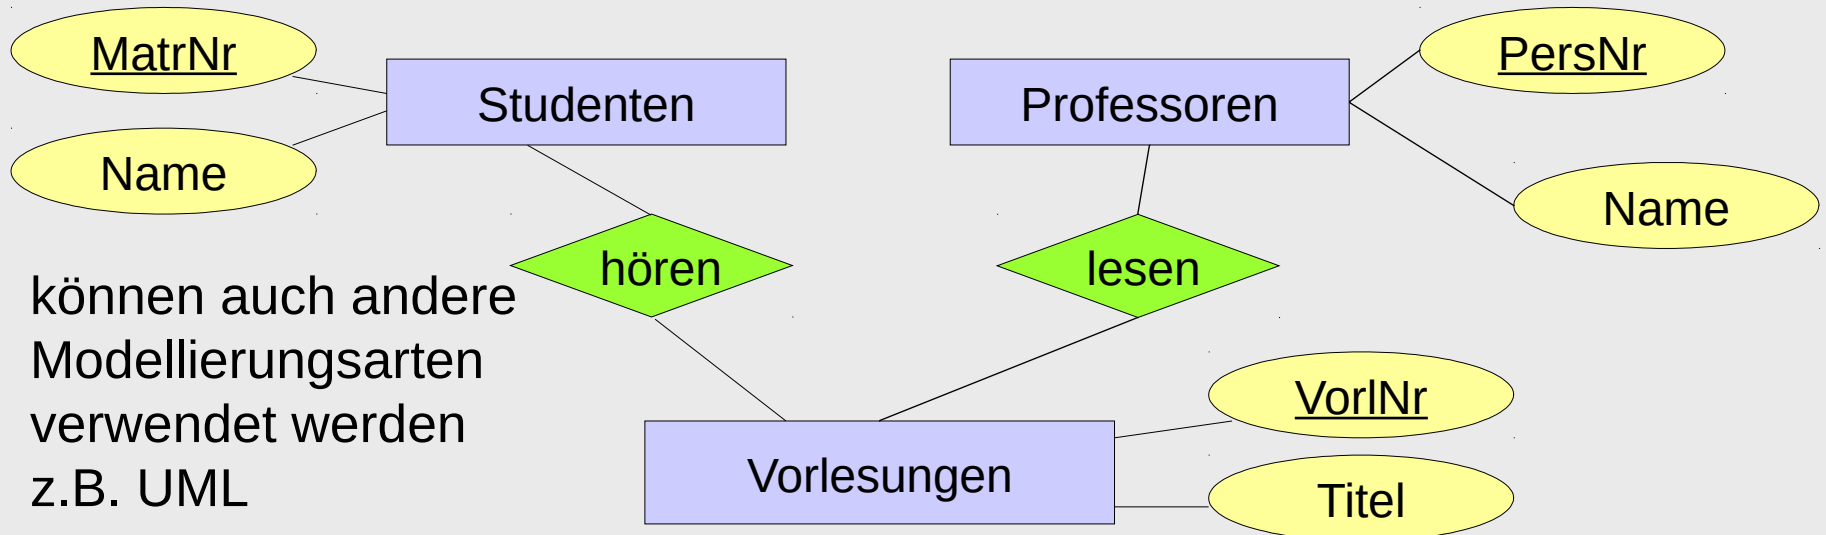 MatrNr
Studenten
Professoren
PersNr
Name
Name
hören
lesen
können auch andere
Modellierungsarten
verwendet werden
z.B. UML
VorlNr
Vorlesungen
Titel